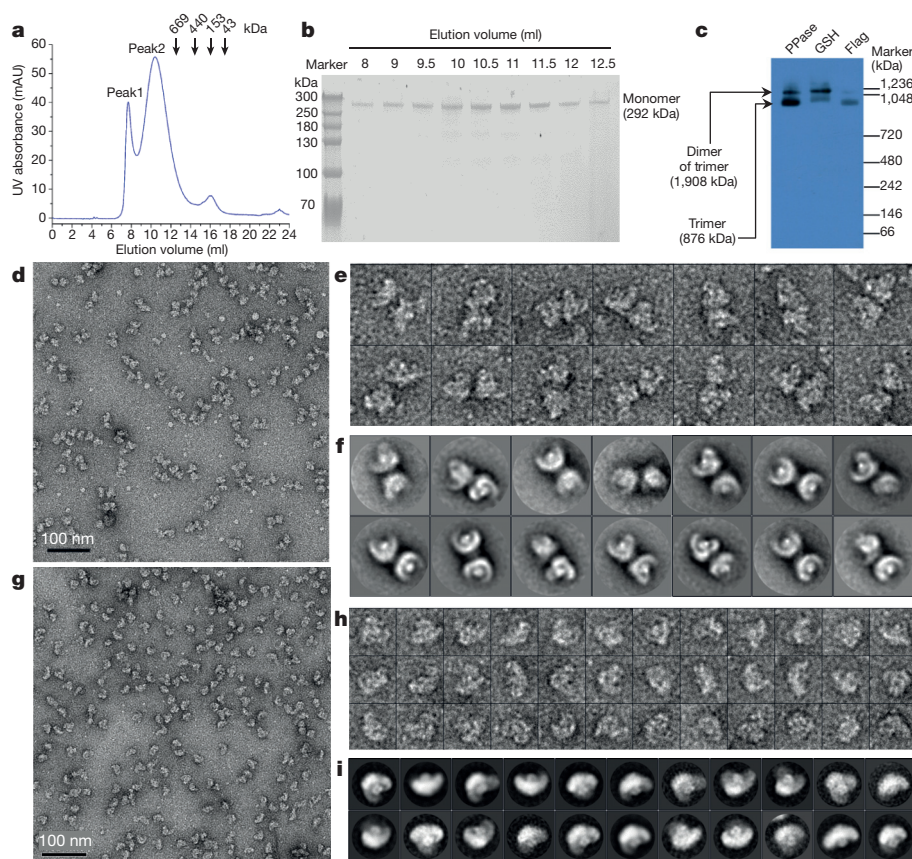 a
669 440 153 43 kDa
60
50
40
30
20
10
0
UV absorbance (mAU)
Peak1
Peak2
0 2 4 6 8 10 12 14 16 18 20 22 24
Elution volume (ml)
b
Elution volume (ml)
Marker 8 9 9.5 10 10.5 11 11.5 12 12.5
kDa
300
250
180
130
100
70
Monomer
(292 kDa)
c
PPase GSH Flag
Marker
(kDa)
1,236
1,048
720
480
242
146
66
Dimer
of trimer
(1,908 kDa)
Trimer
(876 kDa)
d
100 nm
e
f
g
100 nm
h
i